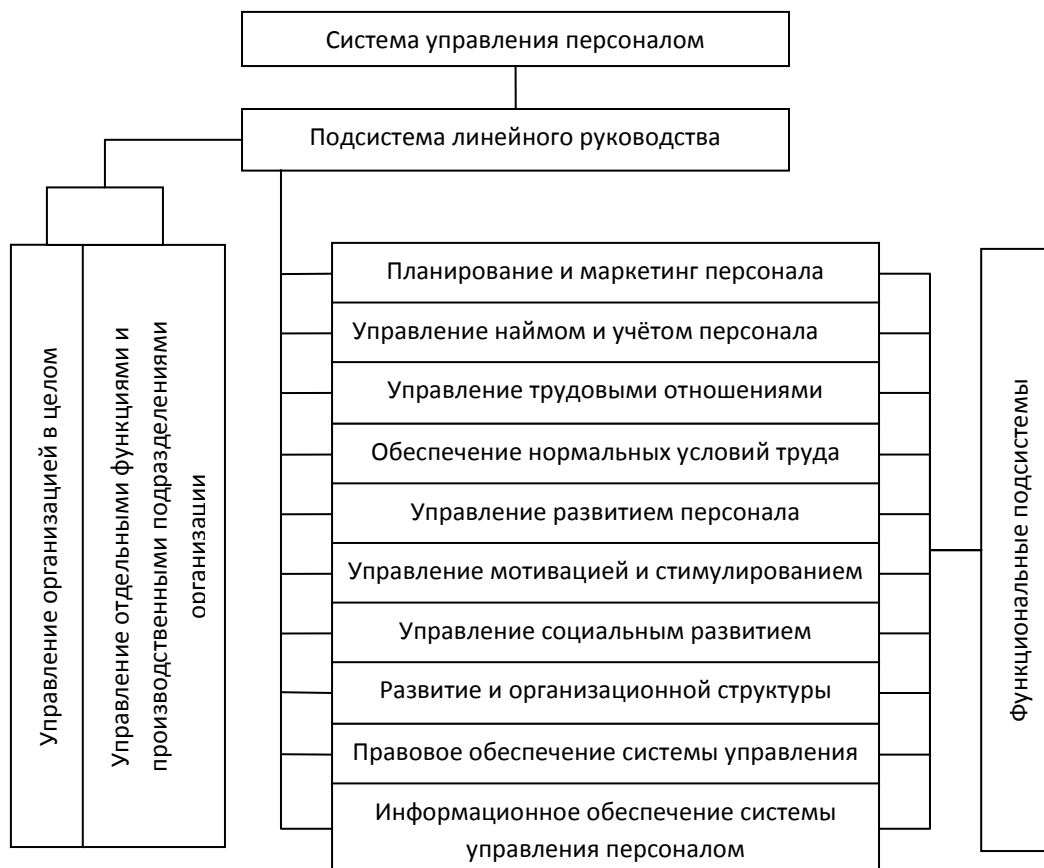 Система управления персоналом
Подсистема линейного руководства
Управление организацией в целом
Управление отдельными функциями и
производственными подразделениями
организации
Планирование и маркетинг персонала
Управление наймом и учётом персонала
Управление трудовыми отношениями
Обеспечение нормальных условий труда
Управление развитием персонала
Управление мотивацией и стимулированием
Управление социальным развитием
Развитие и организационной структуры
Правовое обеспечение системы управления
Информационное обеспечение системы
управления персоналом
Функциональные подсистемы